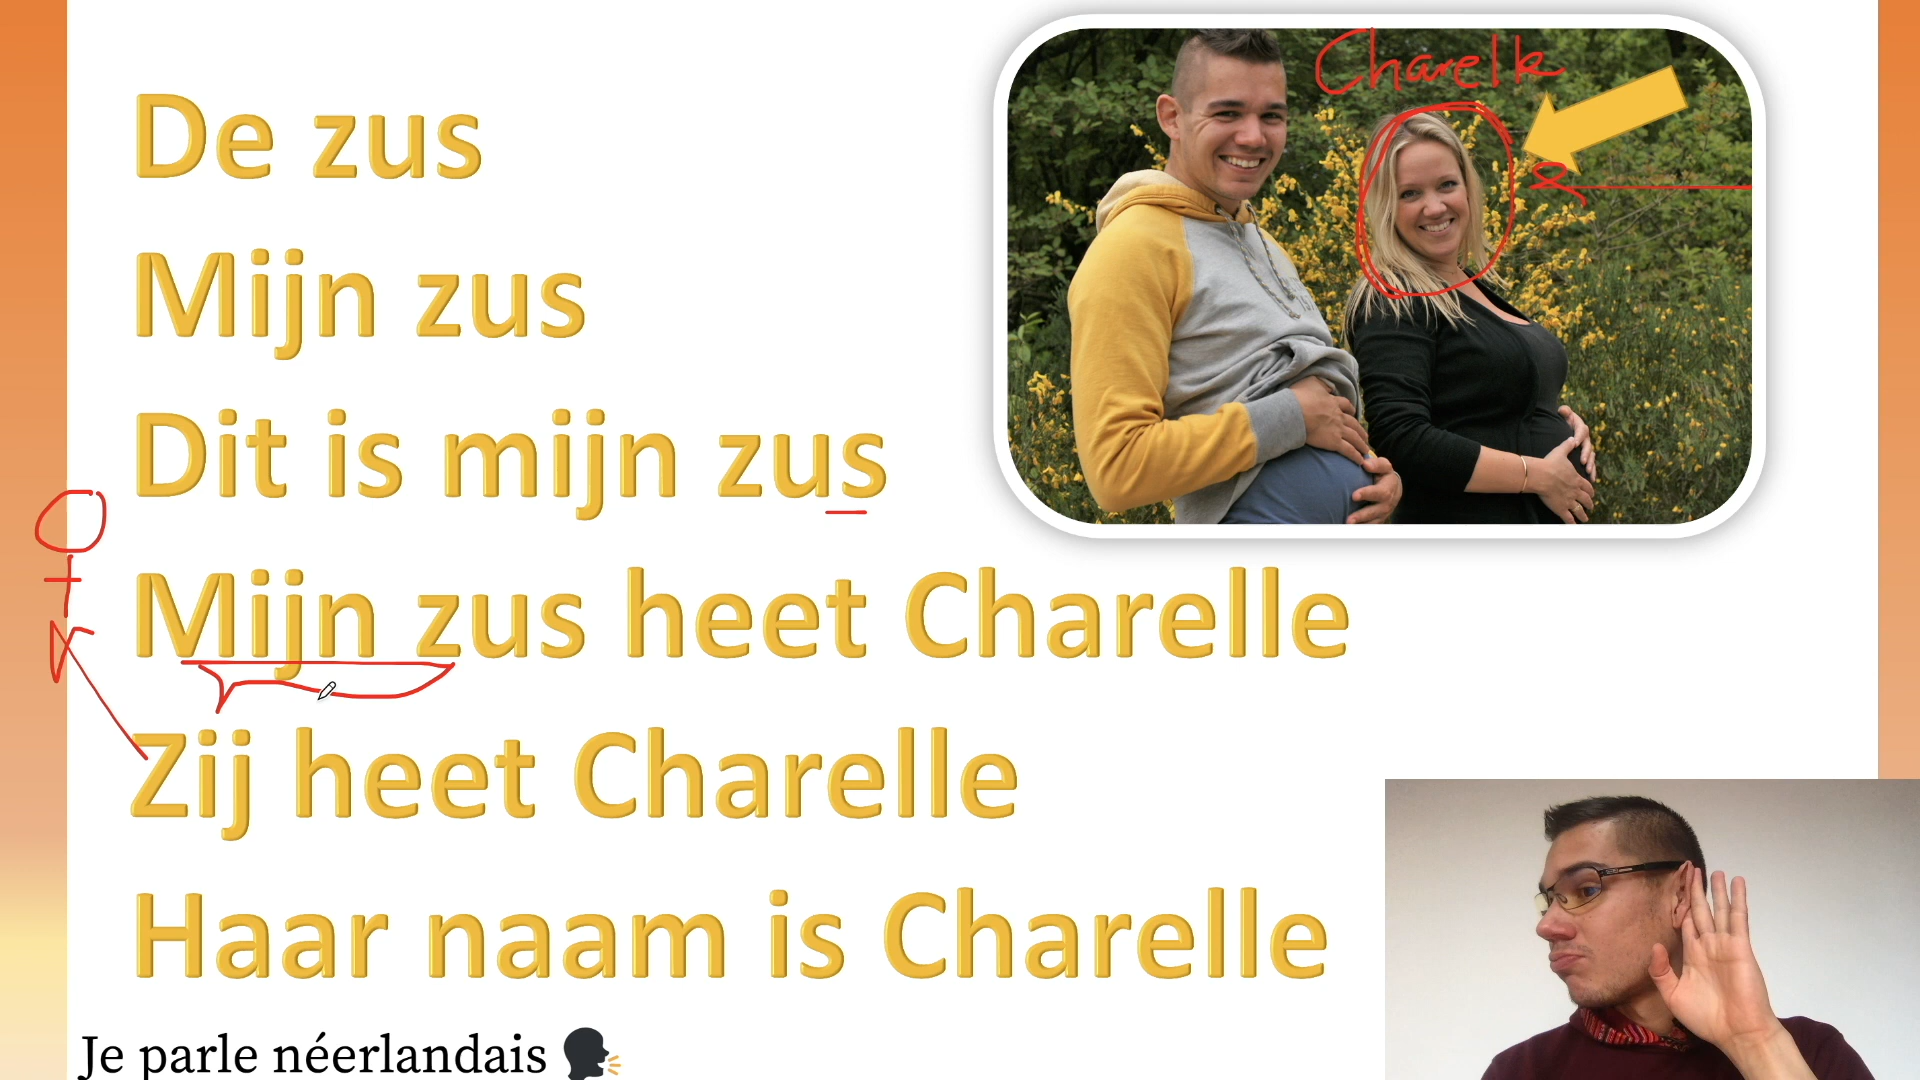 Charelle
De zus
Mijn zus
Dit is mijn zus
Mijn zus heet Charelle
Zij heet Charelle
Haar naam is Charelle
Je parle néerlandais